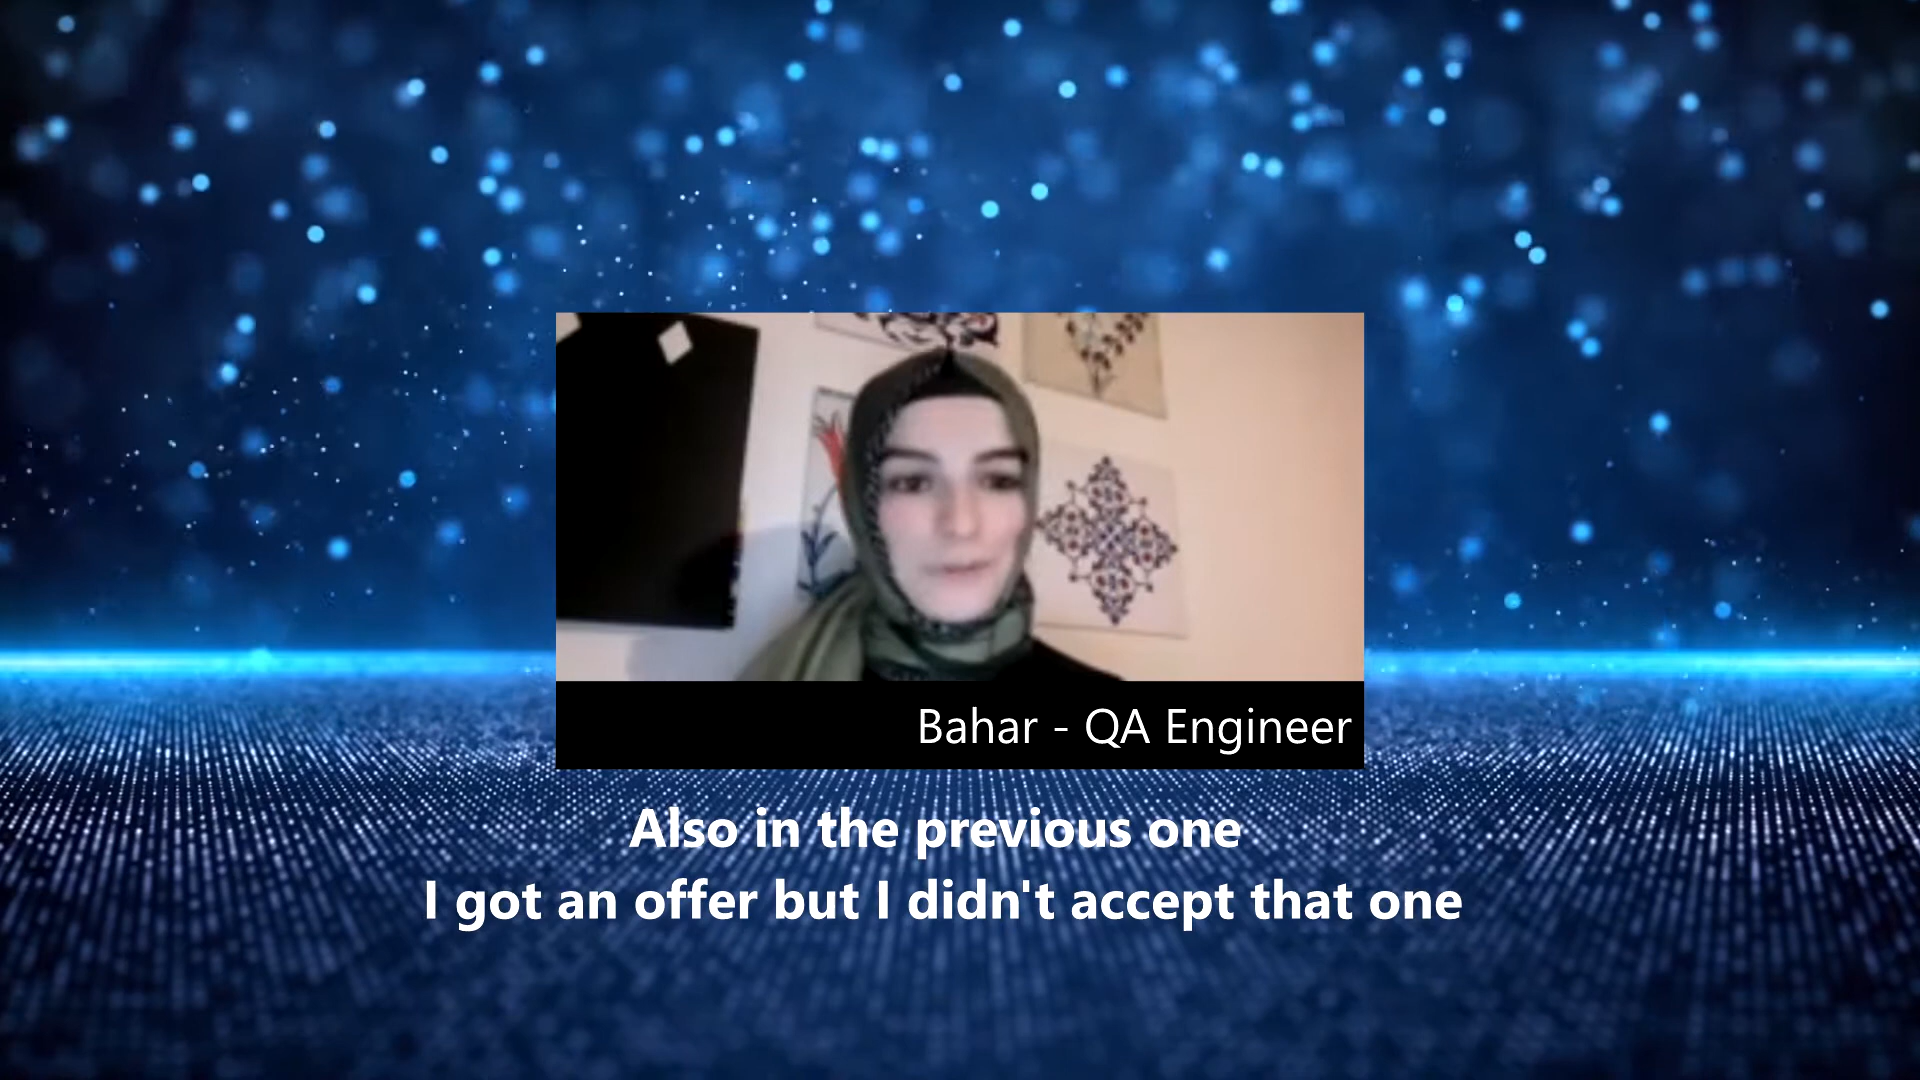 Bahar - QA Engineer
Also in the previous one
I got an offer but I didn't accept that one